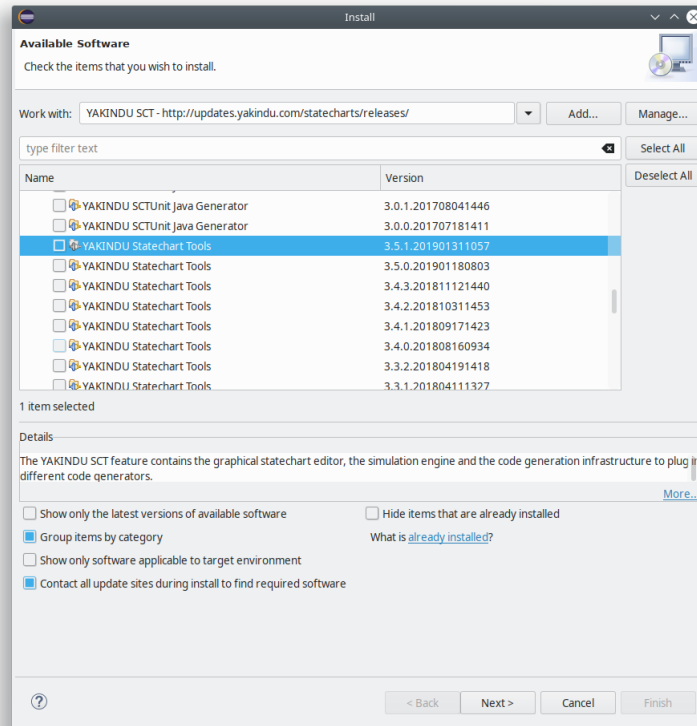 Install
Available Software
Check the items that you wish to install.
Work with: YAKINDU SCT - http://updates.yakindu.com/statecharts/releases/ Add... Manage...
type filter text Select All
Name Version Deselect All
YAKINDU SCTUnit Java Generator 3.0.1.201708041446
YAKINDU SCTUnit Java Generator 3.0.0.201707181411
YAKINDU Statechart Tools 3.5.1.201901311057
YAKINDU Statechart Tools 3.5.0.201901180803
YAKINDU Statechart Tools 3.4.3.201811121440
YAKINDU Statechart Tools 3.4.2.201810311453
YAKINDU Statechart Tools 3.4.1.201809171423
YAKINDU Statechart Tools 3.4.0.201808160934
YAKINDU Statechart Tools 3.3.2.201804191418
YAKINDU Statechart Tools 3.3.1.201804111327
1 item selected
Details
The YAKINDU SCT feature contains the graphical statechart editor, the simulation engine and the code generation infrastructure to plug in
different code generators.
More...
Show only the latest versions of available software Hide items that are already installed
Group items by category What is already installed?
Show only software applicable to target environment
Contact all update sites during install to find required software
? < Back Next > Cancel Finish